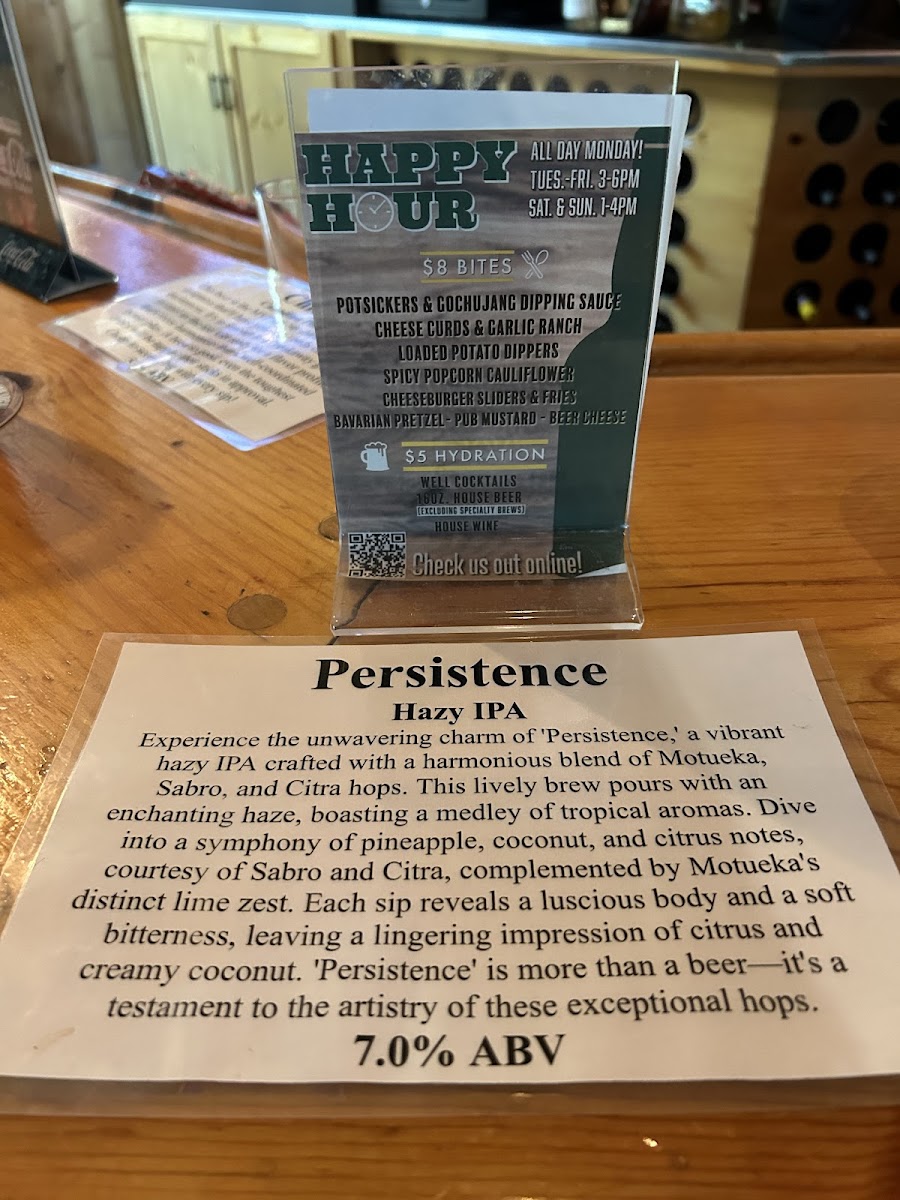 HAPPY
HOUR
ALL DAY MONDAY!
TUES.-FRI. 3-6PM
SAT. & SUN. 1-4PM
$8 BITES
POTSICKERS & GOCHUJANG DIPPING SAUCE
CHEESE CURDS & GARLIC RANCH
LOADED POTATO DIPPERS
SPICY POPCORN CAULIFLOWER
CHEESEBURGER SLIDERS & FRIES
BAVARIAN PRETZEL - PUB MUSTARD - BEER CHEESE
$5 HYDRATION
WELL COCKTAILS
16OZ. HOUSE BEER
(EXCLUDING SPECIALTY BREWS)
HOUSE WINE
Check us out online!
Coca-Cola
Persistence
Hazy IPA
Experience the unwavering charm of 'Persistence,' a vibrant
hazy IPA crafted with a harmonious blend of Motueka,
Sabro, and Citra hops. This lively brew pours with an
enchanting haze, boasting a medley of tropical aromas. Dive
into a symphony of pineapple, coconut, and citrus notes,
courtesy of Sabro and Citra, complemented by Motueka's
distinct lime zest. Each sip reveals a luscious body and a soft
bitterness, leaving a lingering impression of citrus and
creamy coconut. 'Persistence' is more than a beer—it's a
testament to the artistry of these exceptional hops.
7.0% ABV